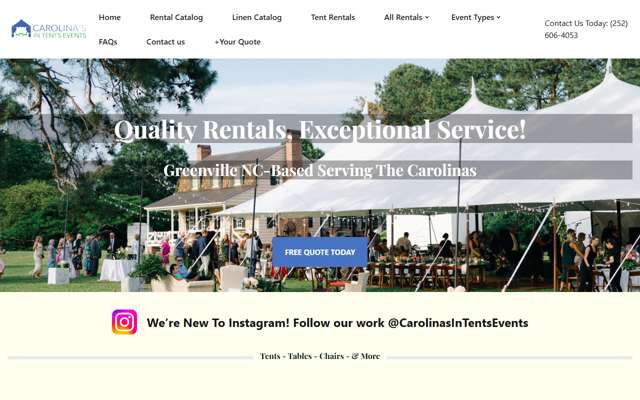 CAROLINA'S
IN TENTS EVENTS
Home
Rental Catalog
Linen Catalog
Tent Rentals
All Rentals
Event Types
FAQs
Contact us
+Your Quote
Contact Us Today: (252)
606-4053
Quality Rentals, Exceptional Service!
Greenville NC-Based Serving The Carolinas
FREE QUOTE TODAY
We're New To Instagram! Follow our work @CarolinasInTentsEvents
Tents - Tables - Chairs - & More